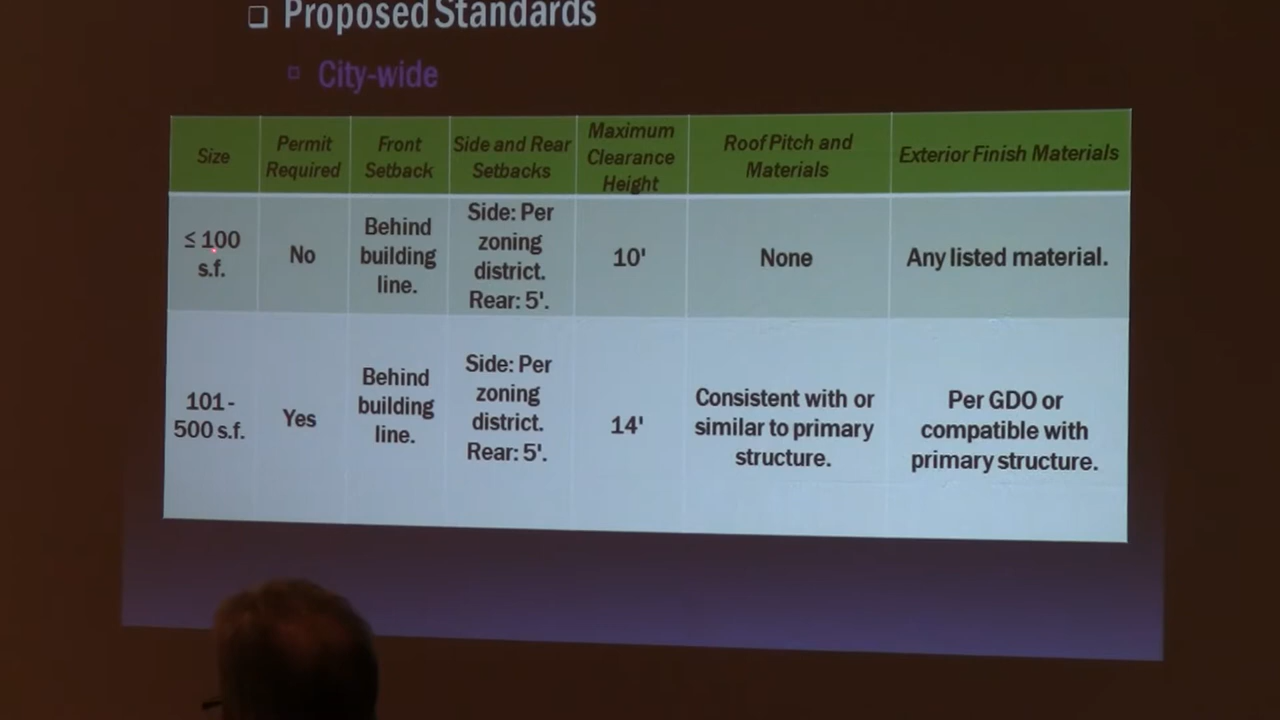 Proposed Standards
City-wide
Size
Permit
Required
Front
Setback
Side and Rear
Setbacks
Maximum
Clearance
Height
Roof Pitch and
Materials
Exterior Finish Materials
≤ 100
s.f.
No
Behind
building
line.
Side: Per
zoning
district.
Rear: 5'.
10'
None
Any listed material.
101-
500 s.f.
Yes
Behind
building
line.
Side: Per
zoning
district.
Rear: 5'.
14'
Consistent with or
similar to primary
structure.
Per GDO or
compatible with
primary structure.